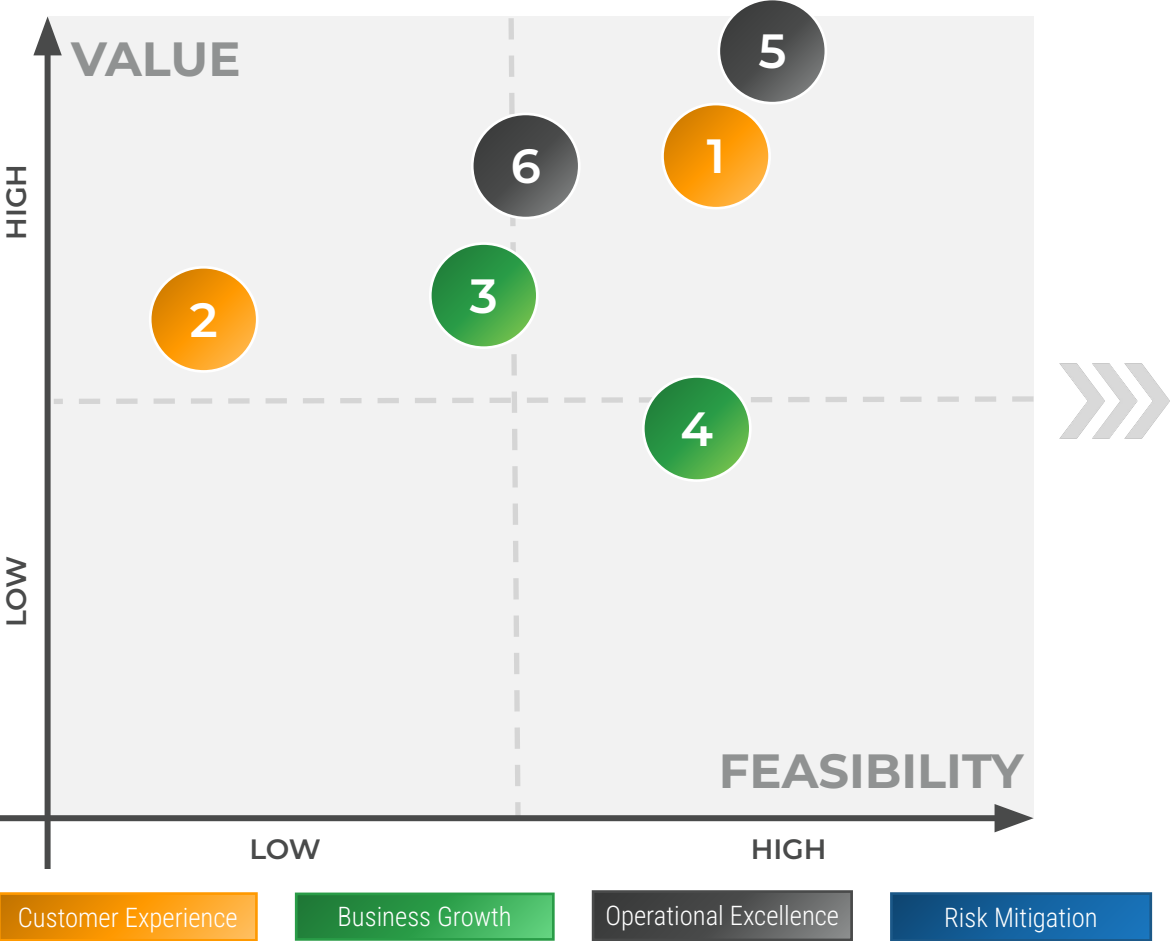 VALUE
5
1
6
HIGH
3
2
4
LOW
FEASIBILITY
LOW
HIGH
Customer Experience
Business Growth
Operational Excellence
Risk Mitigation